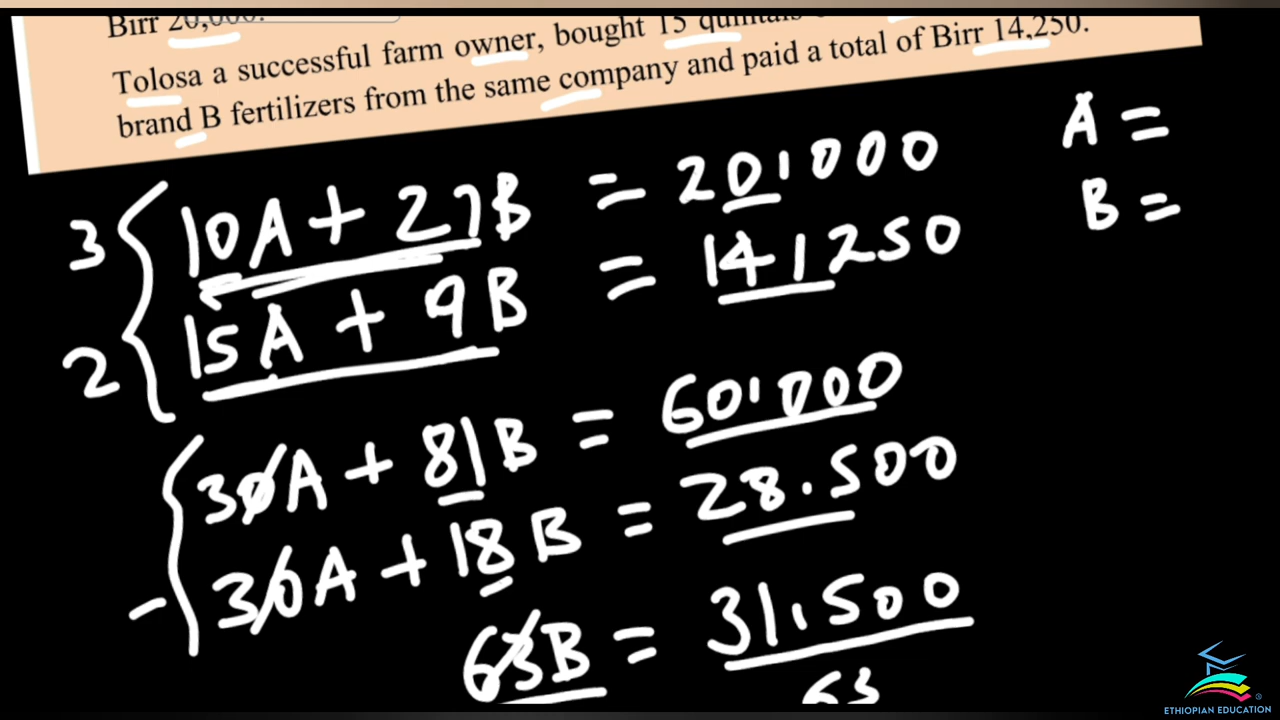 Birr 20,000.
Tolosa a successful farm owner, bought 15 quintals
brand B fertilizers from the same company and paid a total of Birr 14,250.
A =
B =
3
10A + 27B = 20,000
2
15A + 9B = 14,250
30A + 81B = 60,000
- 30A + 18B = 28.500
63B = 31,500
63
ETHIOPIAN EDUCATION